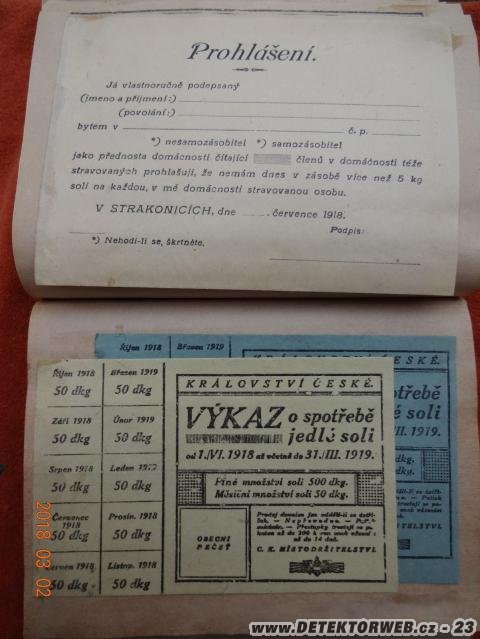 Prohlášení.
Já vlastnoručně podepsaný
(jmeno a příjmení:)
(povolání:)
bytem v č. p.
*) nesamozásobitel *) samozásobitel
jako přednosta domácnosti čítající členů v domácnosti téže
stravovaných prohlašuji, že nemám dnes v zásobě více než 5 kg
soli na každou, v mé domácnosti stravovanou osobu.
V STRAKONICÍCH, dne července 1918.
Podpis:
*) Nehodí-li se, škrtněte.
Říjen 1918 Březen 1919
KRÁLOVSTVÍ ČESKÉ.
Říjen 1918
50 dkg
Březen 1919
50 dkg
Září 1918
50 dkg
Únor 1919
50 dkg
Srpen 1918
50 dkg
Leden 1919
50 dkg
Červenec
1918
50 dkg
Prosin. 1918
50 dkg
Červen 1918
50 dkg
Listop. 1918
50 dkg
KRÁLOVSTVÍ ČESKÉ.
VÝKAZ o spotřebě
jedlé soli
od 1./VI. 1918 až včetně do 31./III. 1919.
Úhrné množství soli 500 dkg.
Měsíční množství soli 50 dkg.
OBECNÍ
PEČEŤ
C. K. MÍSTODRŽITELSTVÍ.
otřebě
é soli
/III. 1919.
dkg.
dkg.
ITELSTVÍ.
2018 03 02
WWW.DETEKTORWEB.cz - 23